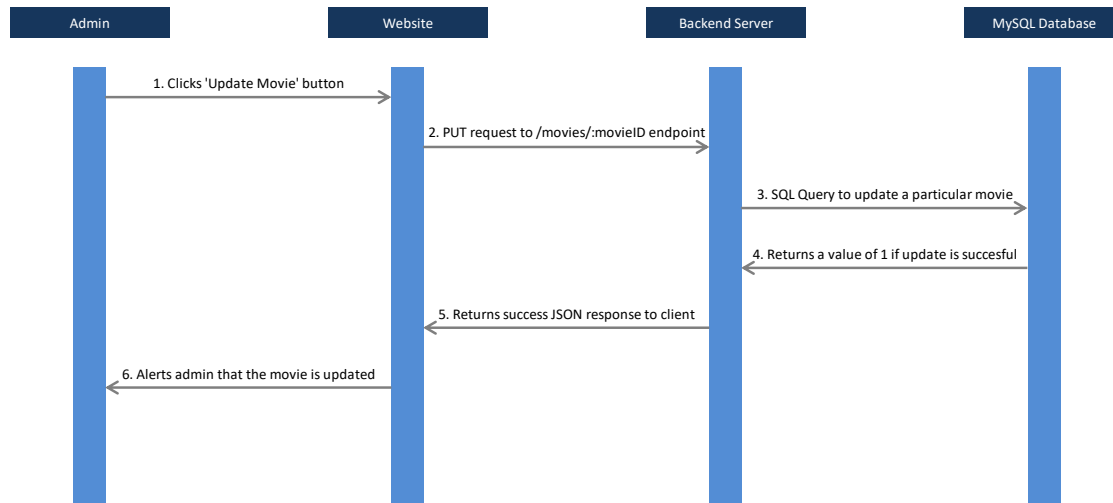 Admin
Website
Backend Server
MySQL Database
1. Clicks 'Update Movie' button
2. PUT request to /movies/:movieID endpoint
3. SQL Query to update a particular movie
4. Returns a value of 1 if update is succesful
5. Returns success JSON response to client
6. Alerts admin that the movie is updated